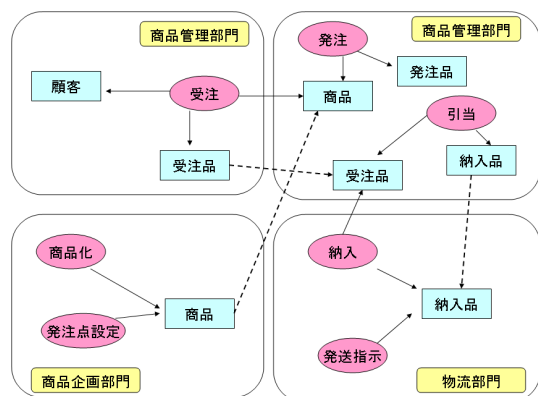 商品管理部門
顧客
受注
受注品
商品管理部門
発注
発注品
商品
引当
受注品
納入品
商品化
商品
発注点設定
商品企画部門
納入
納入品
発送指示
物流部門